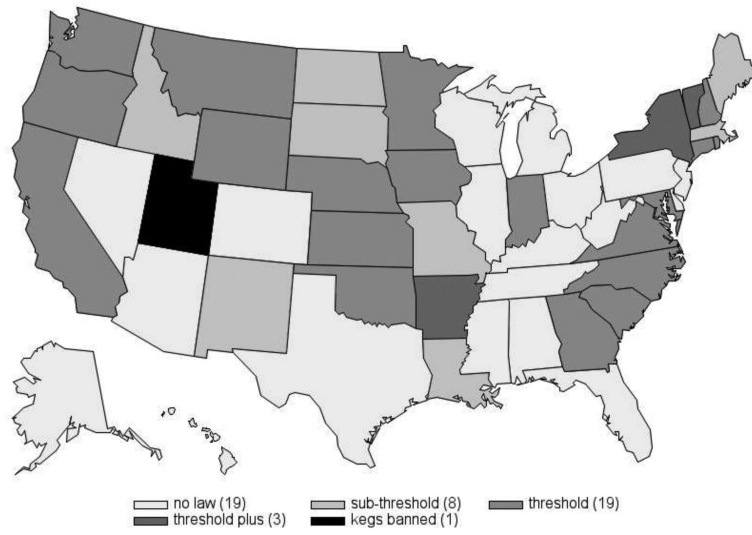 no law (19) sub-threshold (8) threshold (19)
threshold plus (3) kegs banned (1)